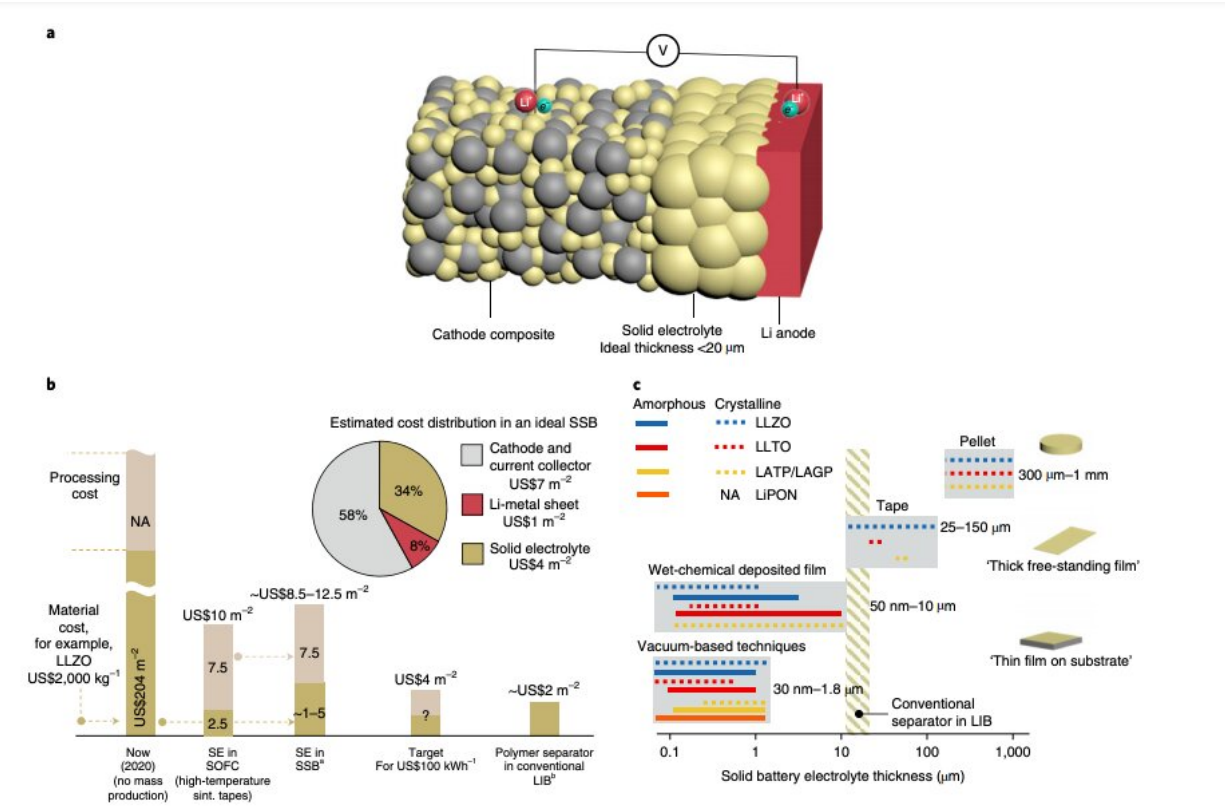 a
V
Li+
e-
Li+
e-
Cathode composite
Solid electrolyte
Ideal thickness <20 μm
Li anode
b
Estimated cost distribution in an ideal SSB
34%
58%
8%
Cathode and
current collector
US$7 m−2
Li-metal sheet
US$1 m−2
Solid electrolyte
US$4 m−2
Processing
cost
NA
Material
cost,
for example,
LLZO
US$2,000 kg−1
US$204 m−2
US$10 m−2
7.5
2.5
~US$8.5–12.5 m−2
7.5
~1–5
US$4 m−2
?
~US$2 m−2
Now
(2020)
(no mass
production)
SE in
SOFC
(high-temperature
sint. tapes)
SE in
SSBa
Target
For US$100 kWh−1
Polymer separator
in conventional
LIBb
c
Amorphous Crystalline
LLZO
LLTO
LATP/LAGP
NA LiPON
Pellet
300 μm–1 mm
Tape
25–150 μm
'Thick free-standing film'
Wet-chemical deposited film
50 nm–10 μm
'Thin film on substrate'
Vacuum-based techniques
30 nm–1.8 μm
Conventional
separator in LIB
0.1 1 10 100 1,000
Solid battery electrolyte thickness (μm)